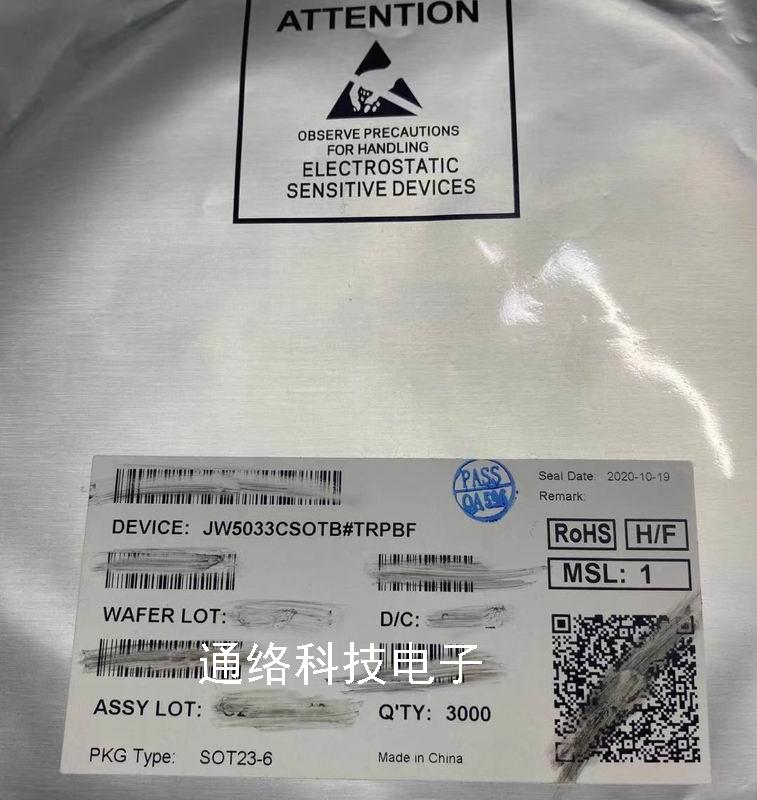 ATTENTION
OBSERVE PRECAUTIONS
FOR HANDLING
ELECTROSTATIC
SENSITIVE DEVICES
PASS
QA596
Seal Date: 2020-10-19
Remark:
DEVICE: JW5033CSOTB#TRPBF
RoHS H/F
MSL: 1
WAFER LOT:
D/C:
通络科技电子
ASSY LOT:
Q'TY: 3000
PKG Type: SOT23-6
Made in China